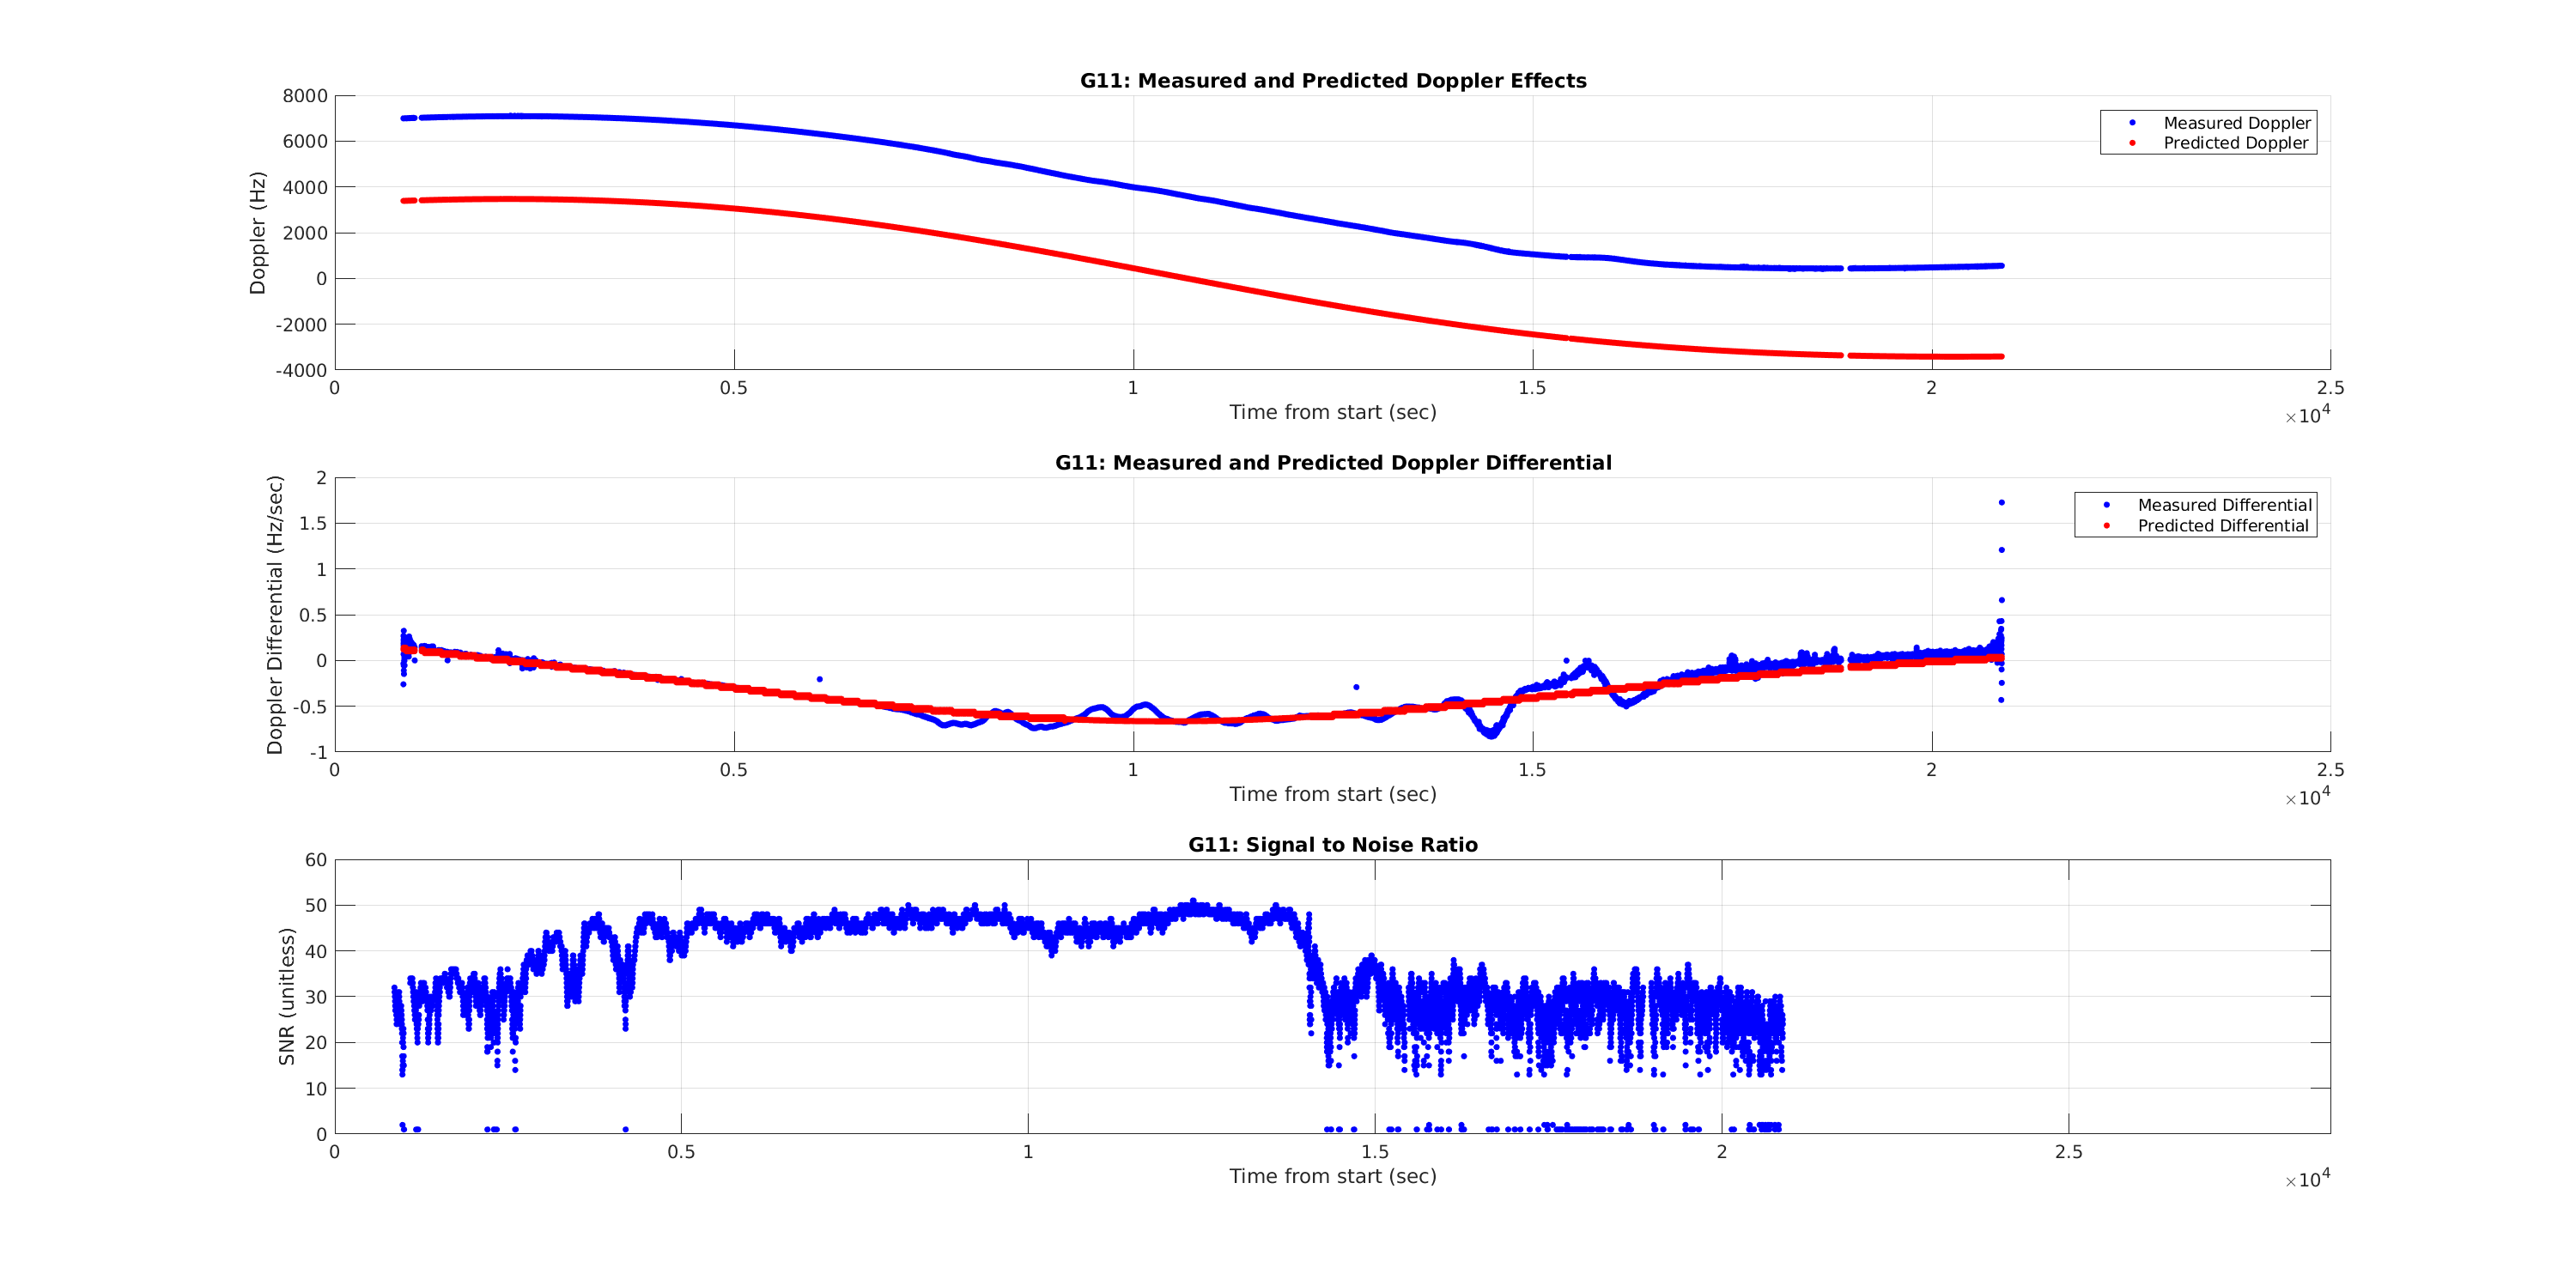 G11: Measured and Predicted Doppler Effects
8000
6000
4000
2000
0
-2000
-4000
Doppler (Hz)
Measured Doppler
Predicted Doppler
0 0.5 1 1.5 2 2.5
Time from start (sec)
×10^4
G11: Measured and Predicted Doppler Differential
2
1.5
1
0.5
0
-0.5
-1
Doppler Differential (Hz/sec)
Measured Differential
Predicted Differential
0 0.5 1 1.5 2 2.5
Time from start (sec)
×10^4
G11: Signal to Noise Ratio
60
50
40
30
20
10
0
SNR (unitless)
0 0.5 1 1.5 2 2.5
Time from start (sec)
×10^4